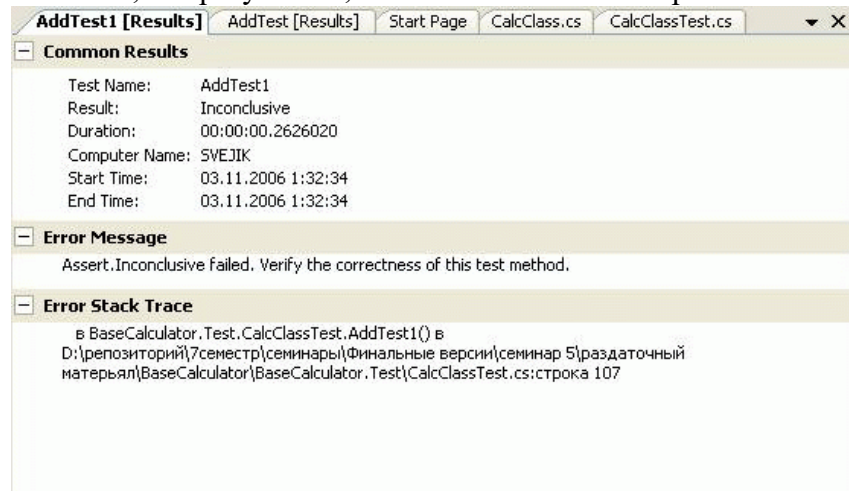 AddTest1 [Results] AddTest [Results] Start Page CalcClass.cs CalcClassTest.cs
Common Results
Test Name: AddTest1
Result: Inconclusive
Duration: 00:00:00.2626020
Computer Name: SVEJIK
Start Time: 03.11.2006 1:32:34
End Time: 03.11.2006 1:32:34
Error Message
Assert.Inconclusive failed. Verify the correctness of this test method.
Error Stack Trace
в BaseCalculator.Test.CalcClassTest.AddTest1() в
D:\репозиторий\7семестр\семинары\Финальные версии\семинар 5\раздаточный
матерьял\BaseCalculator\BaseCalculator.Test\CalcClassTest.cs:строка 107